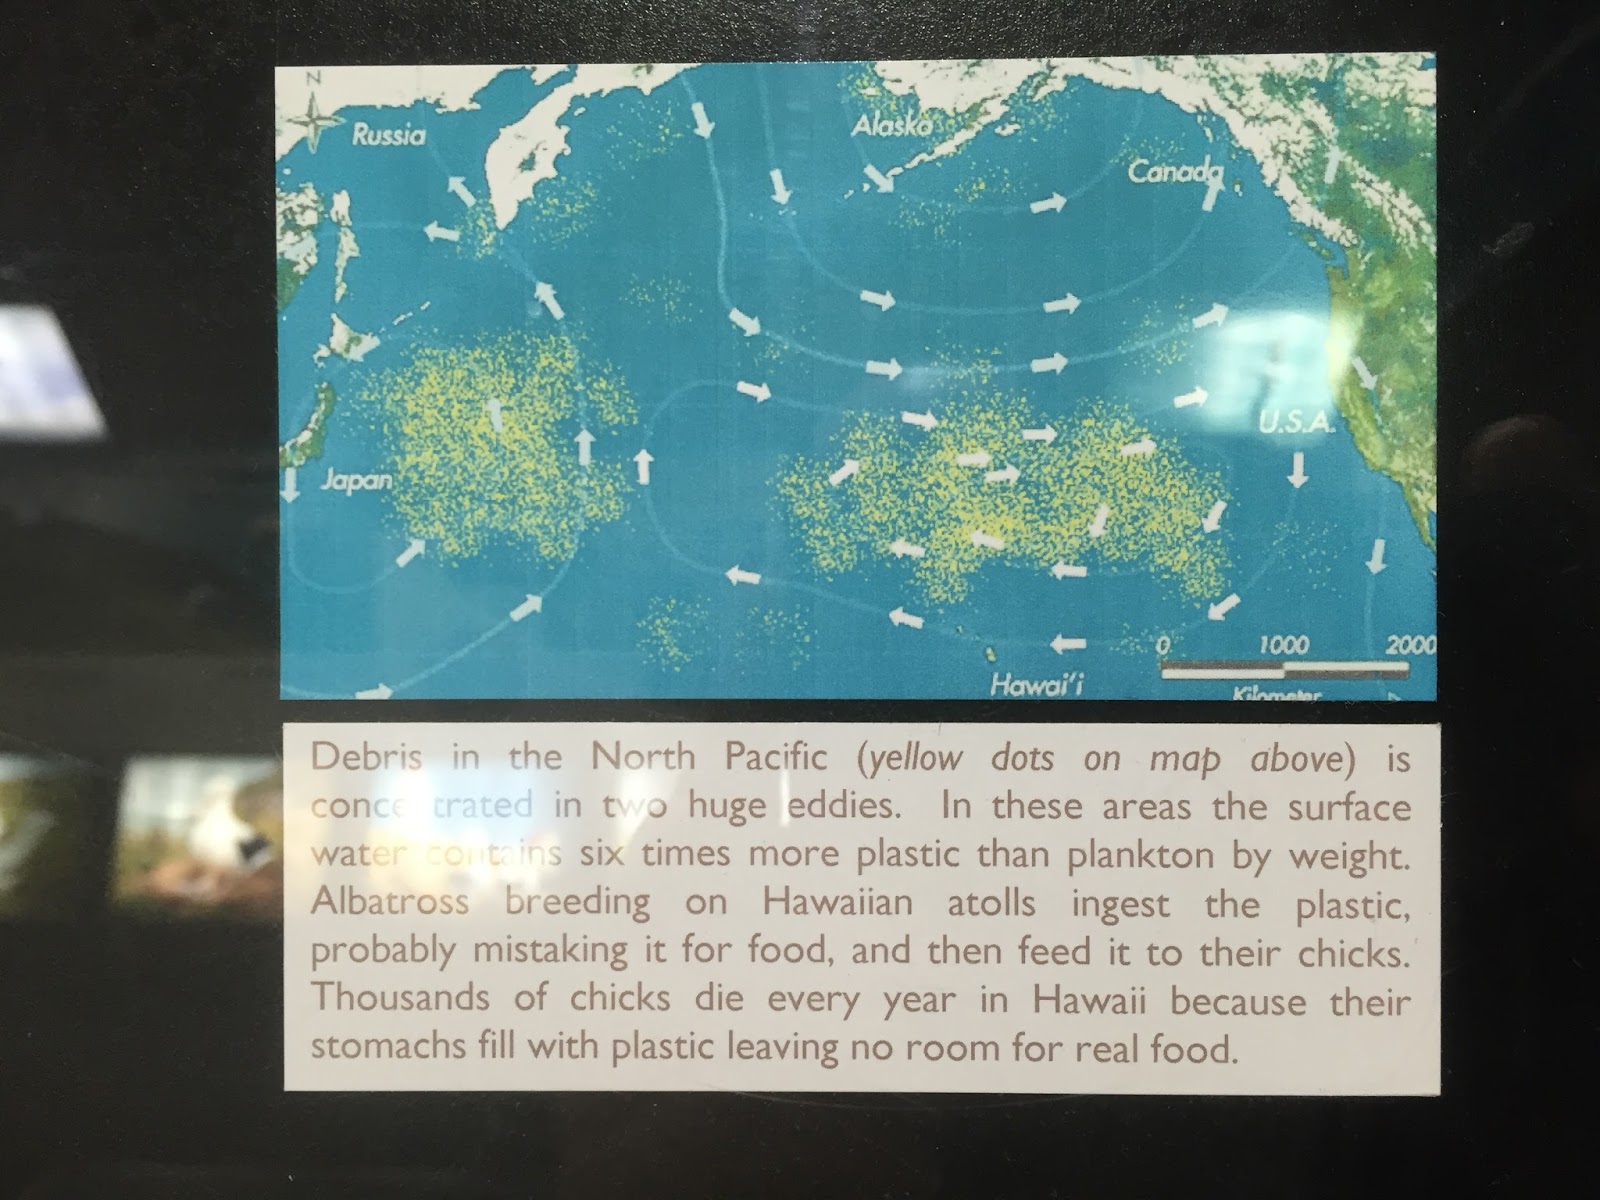 N
Russia
Alaska
Canada
U.S.A.
Japan
0 1000 2000
Kilometer
Hawai'i
Debris in the North Pacific (yellow dots on map above) is
concentrated in two huge eddies. In these areas the surface
water contains six times more plastic than plankton by weight.
Albatross breeding on Hawaiian atolls ingest the plastic,
probably mistaking it for food, and then feed it to their chicks.
Thousands of chicks die every year in Hawaii because their
stomachs fill with plastic leaving no room for real food.